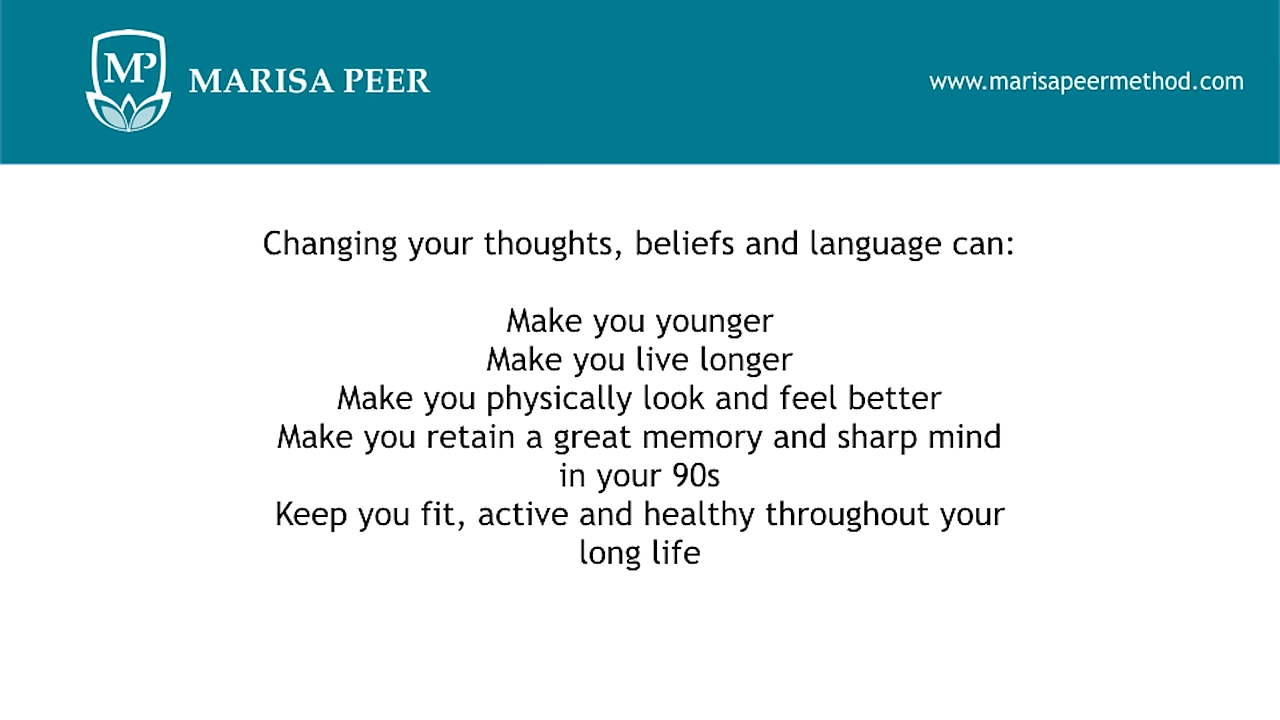 MP
MARISA PEER
www.marisapeermethod.com
Changing your thoughts, beliefs and language can:
Make you younger
Make you live longer
Make you physically look and feel better
Make you retain a great memory and sharp mind
in your 90s
Keep you fit, active and healthy throughout your
long life